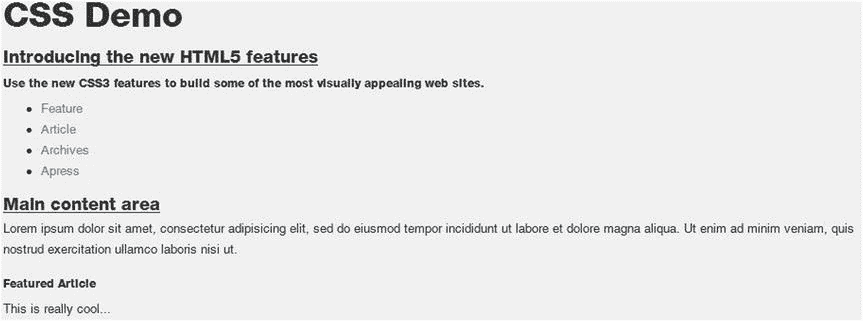 CSS Demo
Introducing the new HTML5 features
Use the new CSS3 features to build some of the most visually appealing web sites.
Feature
Article
Archives
Apress
Main content area
Lorem ipsum dolor sit amet, consectetur adipisicing elit, sed do eiusmod tempor incididunt ut labore et dolore magna aliqua. Ut enim ad minim veniam, quis
nostrud exercitation ullamco laboris nisi ut.
Featured Article
This is really cool...